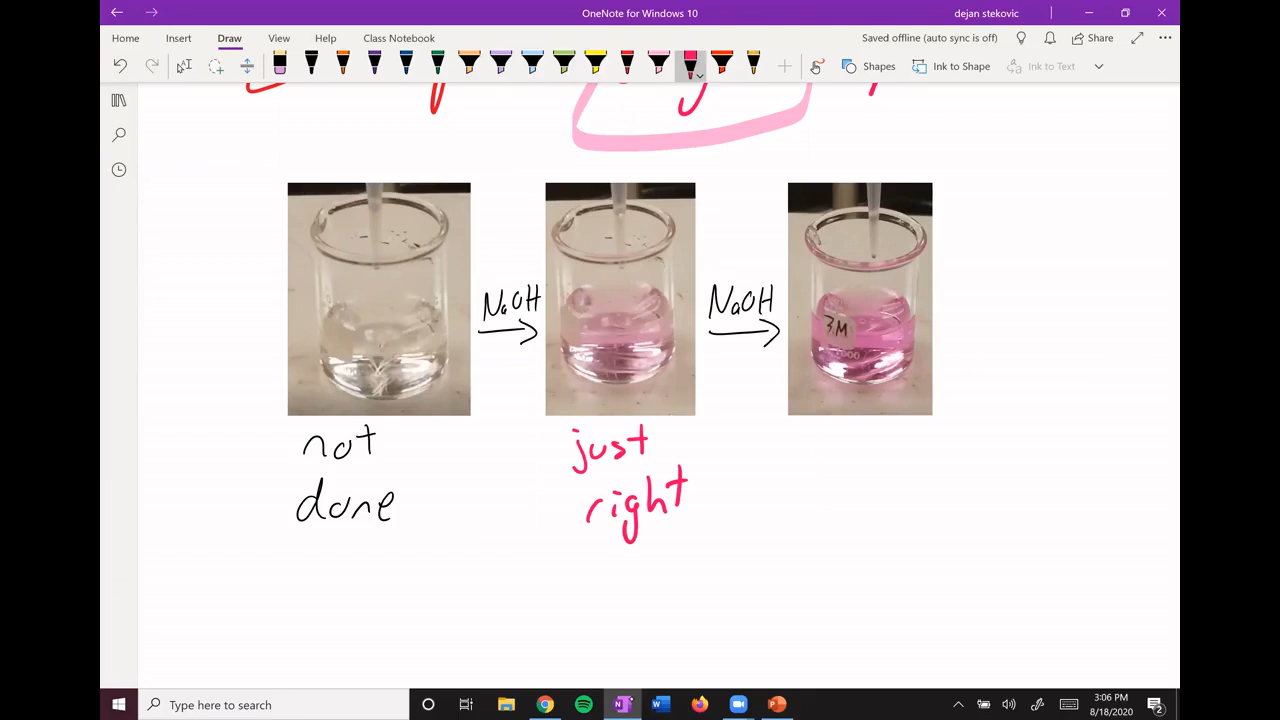 OneNote for Windows 10
dejan stekovic
Home Insert Draw View Help Class Notebook
Saved offline (auto sync is off)
Share
Shapes
Ink to Shape
Ink to Text
NaOH
NaOH
3M
not
done
just
right
Type here to search
3:06 PM
8/18/2020
2